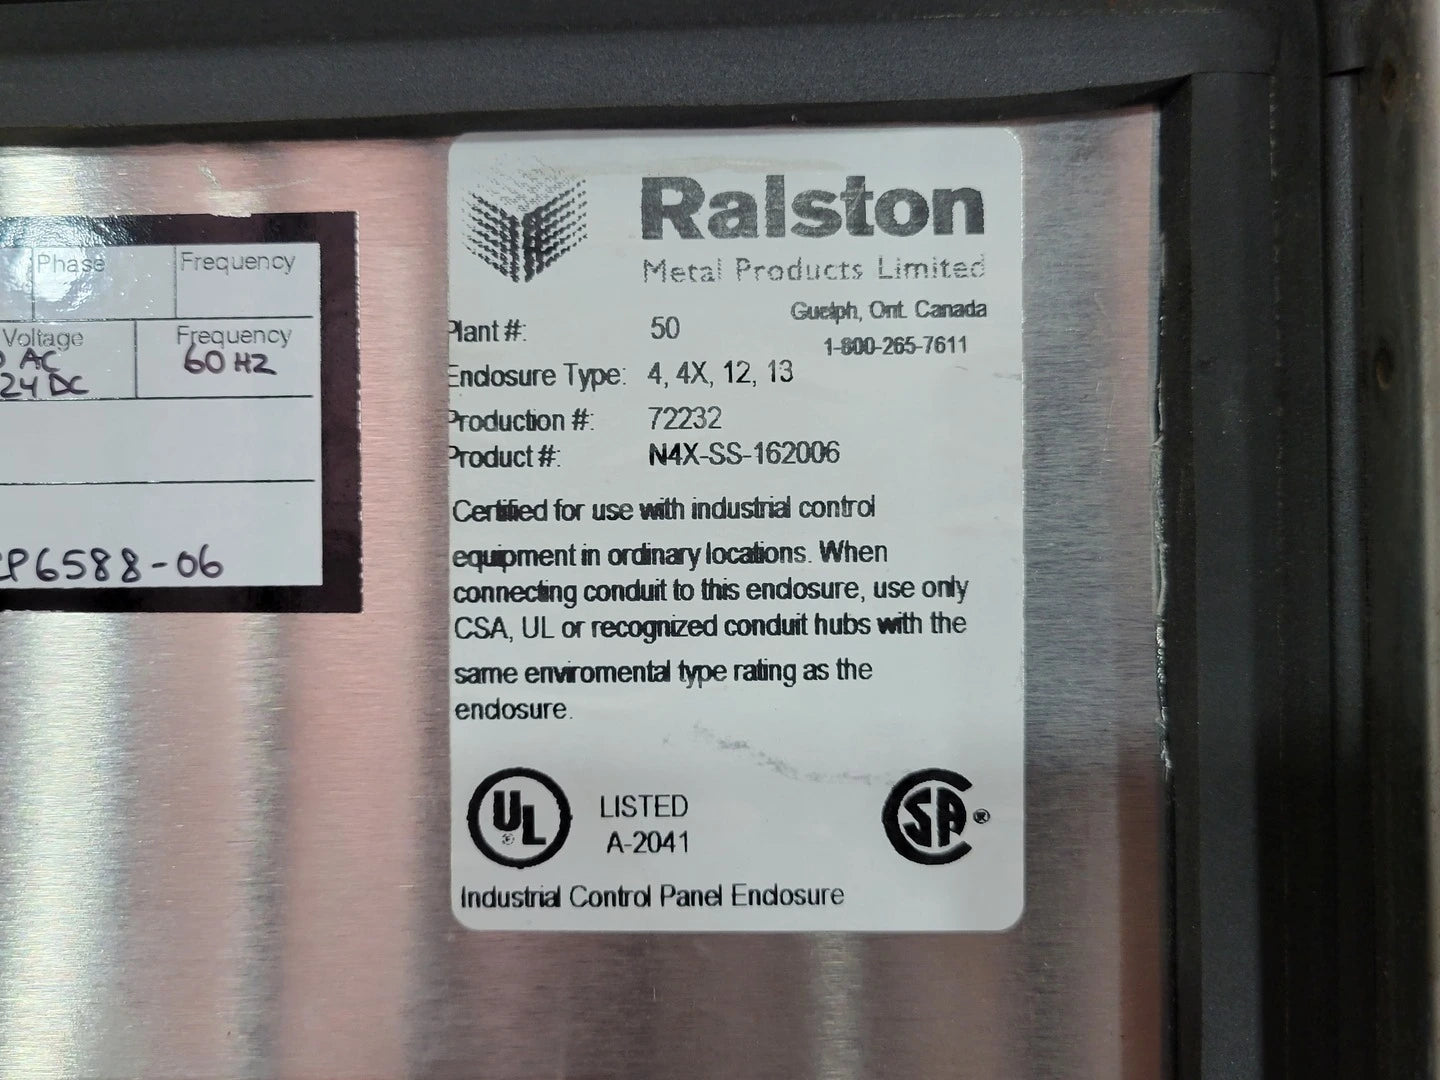 Phase
Frequency
Voltage
Frequency
AC
60 HZ
24 DC
P6588-06
Ralston
Metal Products Limited
Guelph, Ont. Canada
1-800-265-7611
Plant #: 50
Enclosure Type: 4, 4X, 12, 13
Production #: 72232
Product #: N4X-SS-162006
Certified for use with industrial control
equipment in ordinary locations. When
connecting conduit to this enclosure, use only
CSA, UL or recognized conduit hubs with the
same enviromental type rating as the
enclosure.
UL
®
LISTED
A-2041
CSA ®
Industrial Control Panel Enclosure